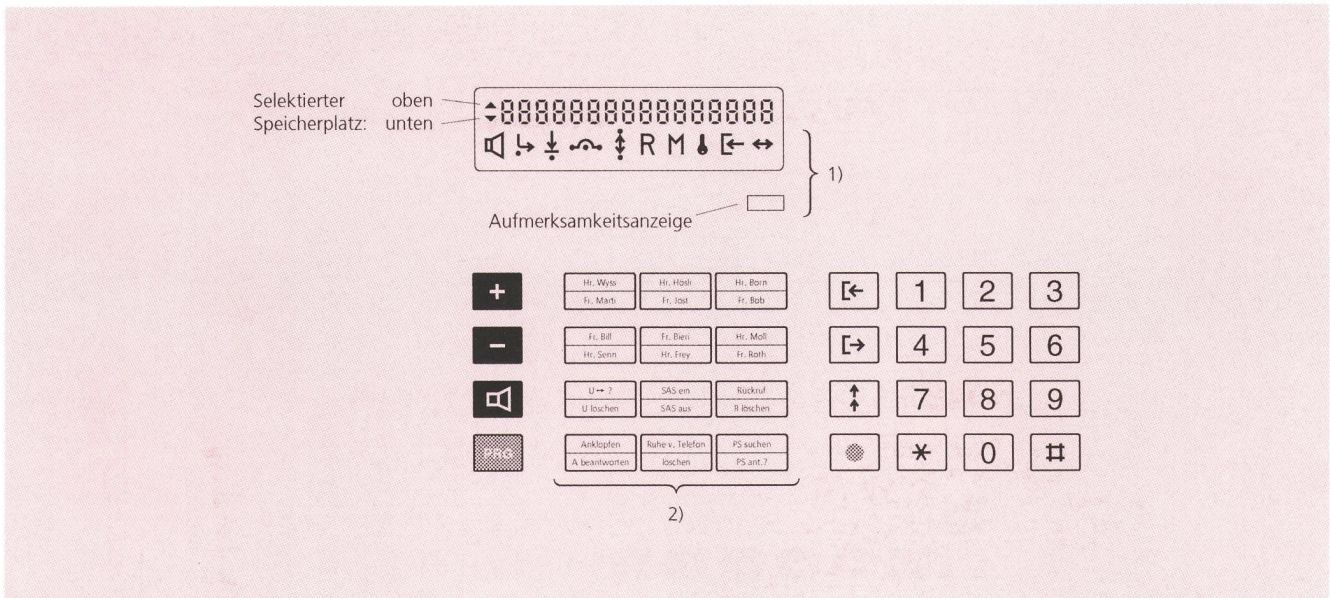 Selektierter oben
Speicherplatz: unten
88888888888888888
R M
1)
Aufmerksamkeitsanzeige
+
Hr. Wyss Hr. Hösli Hr. Born
Fr. Marti Fr. Jost Fr. Bob
1 2 3
−
Fr. Bill Fr. Bieri Hr. Moll
Hr. Senn Hr. Frey Fr. Roth
4 5 6
U → ? SAS ein Rückruf
U löschen SAS aus R löschen
7 8 9
PRG
Anklopfen Ruhe v. Telefon PS suchen
A beantworten löschen PS ant.?
* 0 #
2)